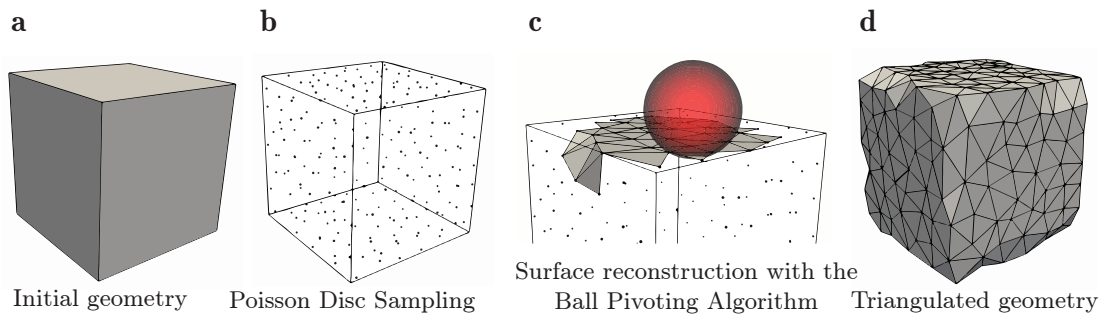 a
b
c
d
Initial geometry
Poisson Disc Sampling
Surface reconstruction with the
Ball Pivoting Algorithm
Triangulated geometry